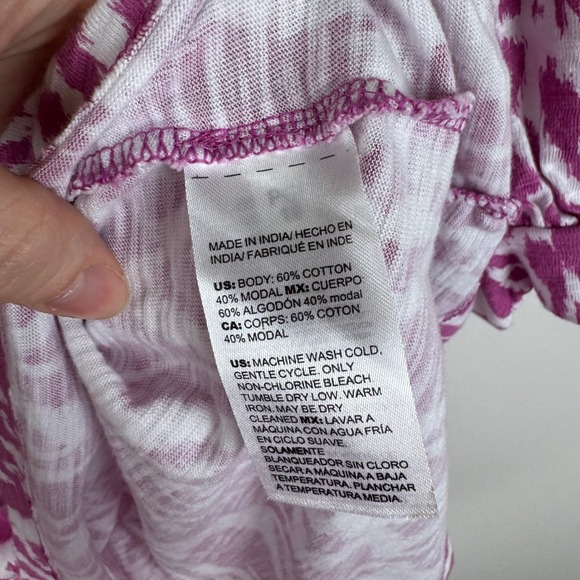 MADE IN INDIA/ HECHO EN
INDIA/ FABRIQUÉ EN INDE
US: BODY: 60% COTTON
40% MODAL MX: CUERPO
60% ALGODÓN 40% modal
CA: CORPS: 60% COTON
40% MODAL
US: MACHINE WASH COLD,
GENTLE CYCLE. ONLY
NON-CHLORINE BLEACH
TUMBLE DRY LOW. WARM
IRON. MAY BE DRY
CLEANED MX: LAVAR A
MÁQUINA CON AGUA FRÍA
EN CICLO SUAVE.
SOLAMENTE
BLANQUEADOR SIN CLORO
SECAR A MÁQUINA A BAJA
TEMPERATURA. PLANCHAR
A TEMPERATURA MEDIA.